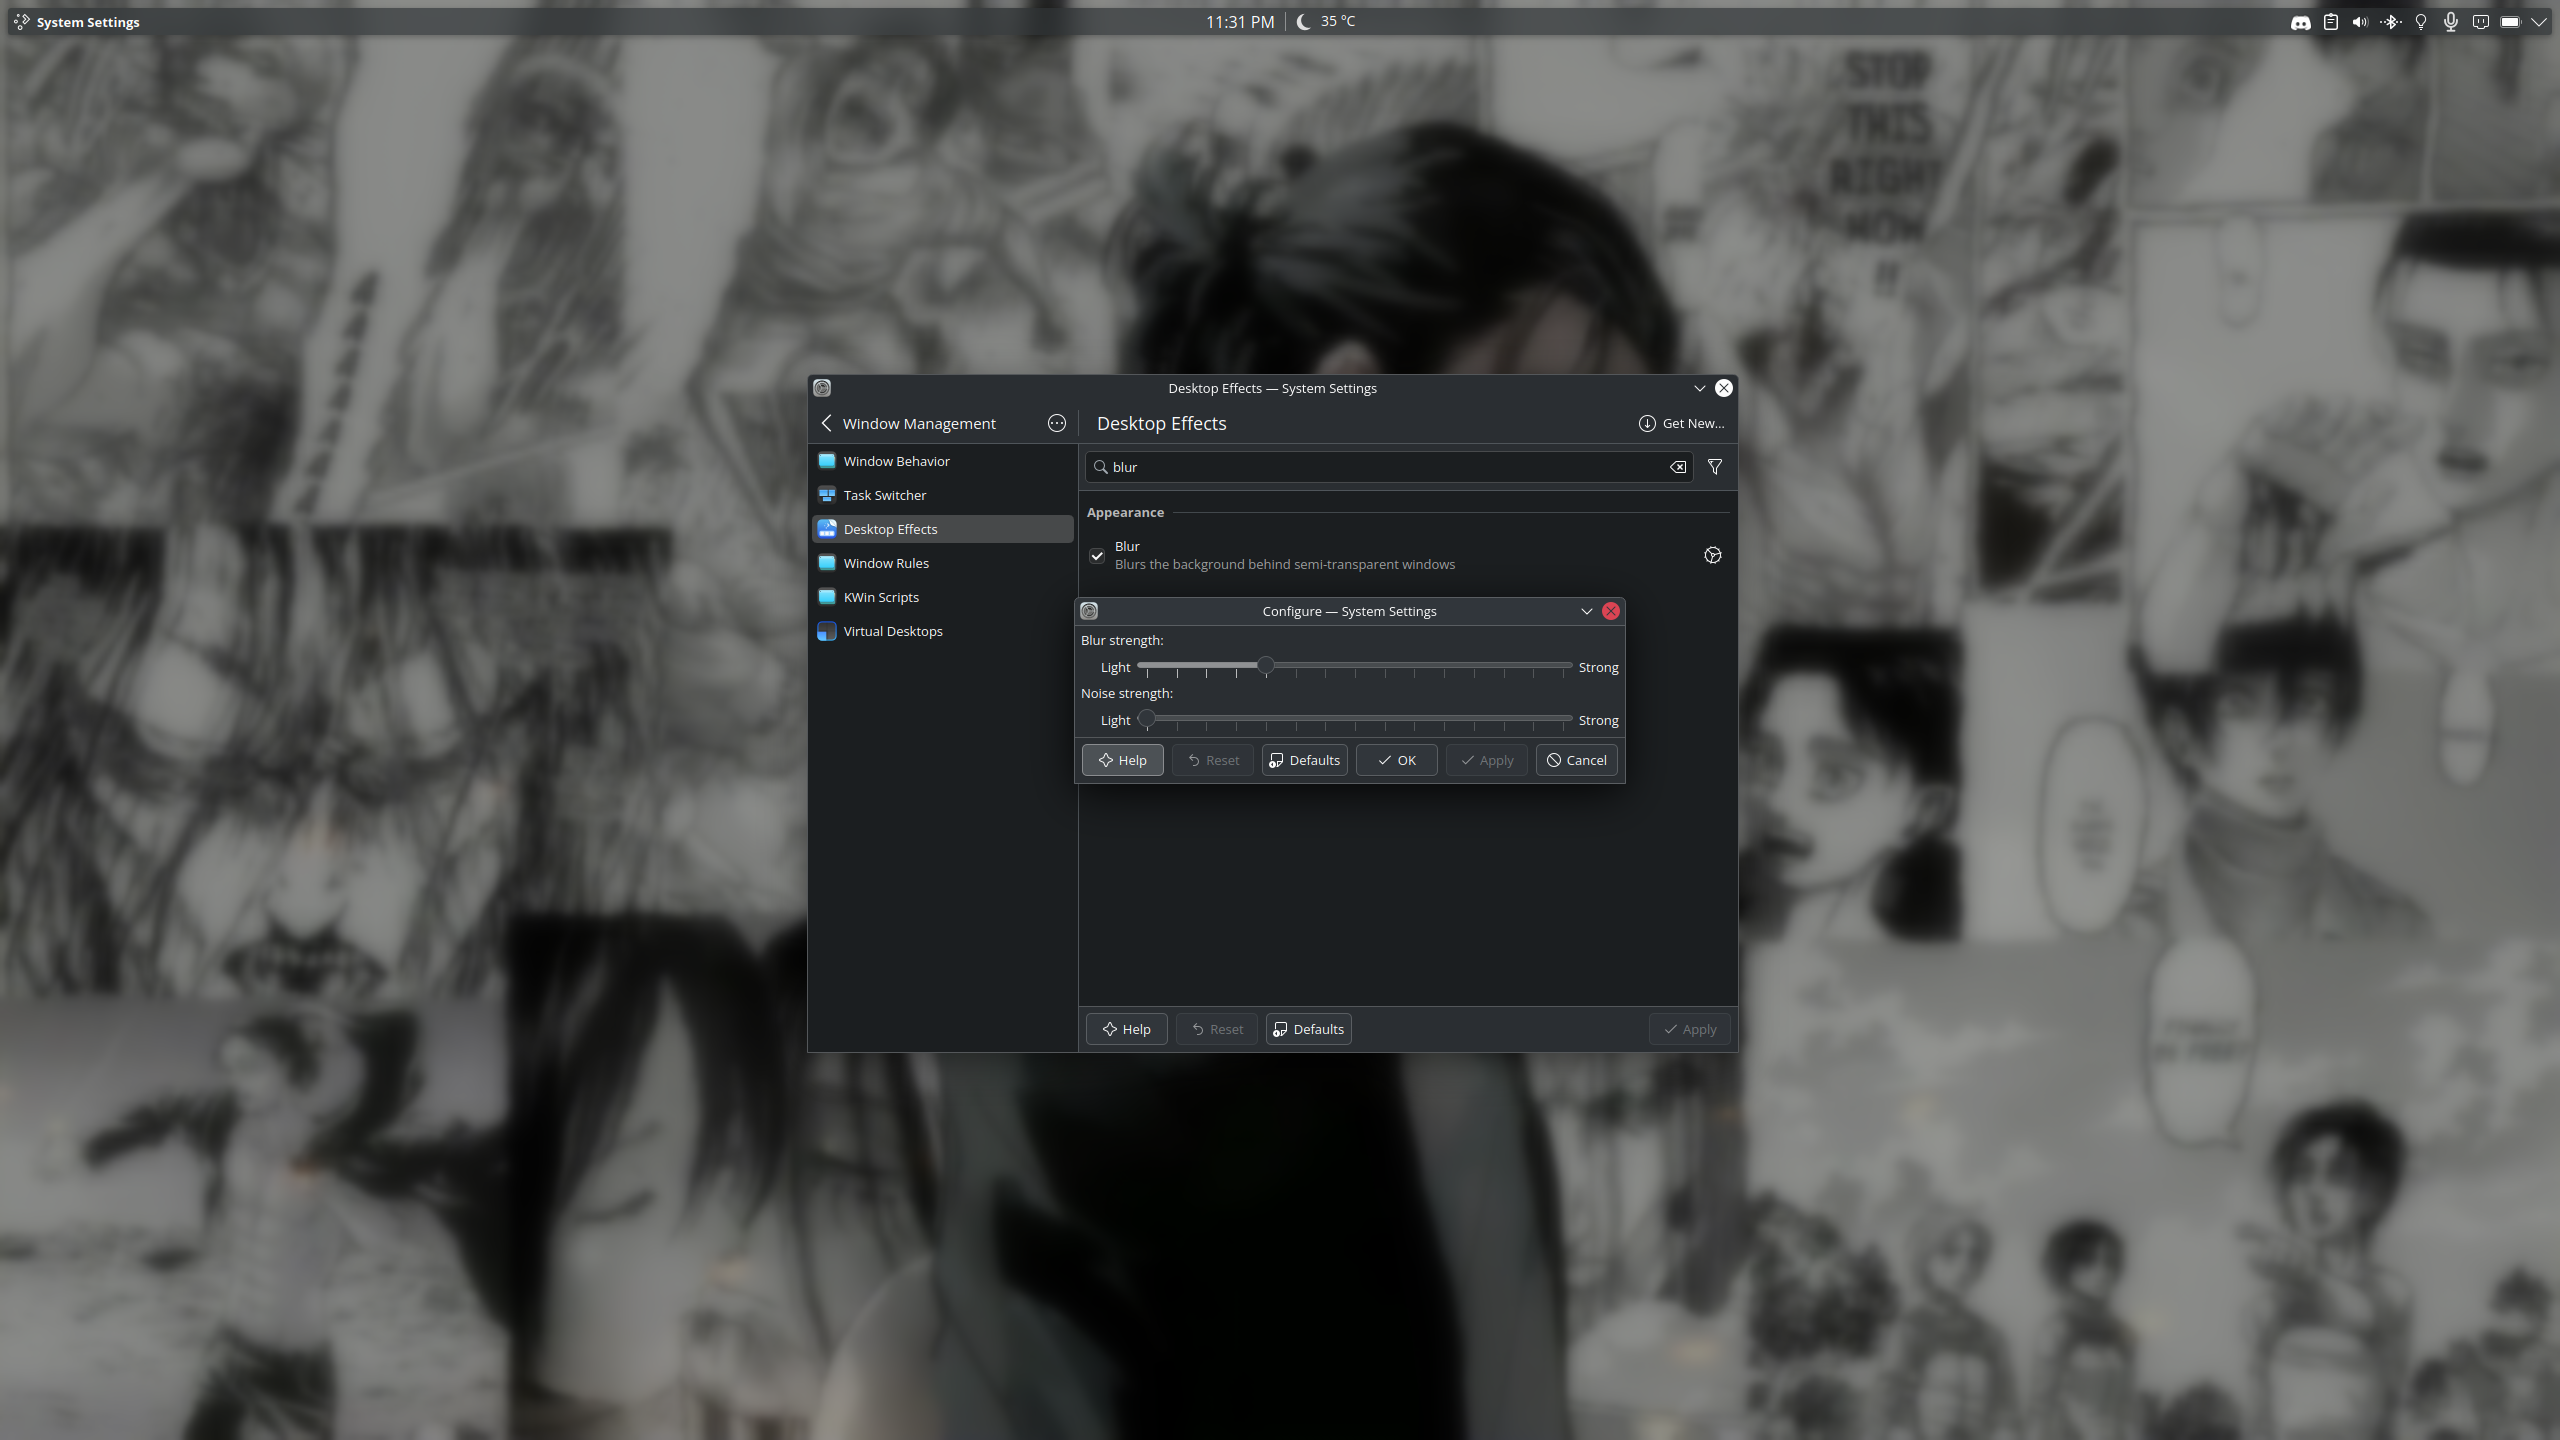 System Settings
11:31 PM
35 °C
STOP
THIS
RIGHT
NOW
!!
Desktop Effects — System Settings
Window Management
Desktop Effects
Get New...
Window Behavior
Task Switcher
Desktop Effects
Window Rules
KWin Scripts
Virtual Desktops
blur
Appearance
Blur
Blurs the background behind semi-transparent windows
Configure — System Settings
Blur strength:
Light Strong
Noise strength:
Light Strong
Help Reset Defaults OK Apply Cancel
Help Reset Defaults Apply